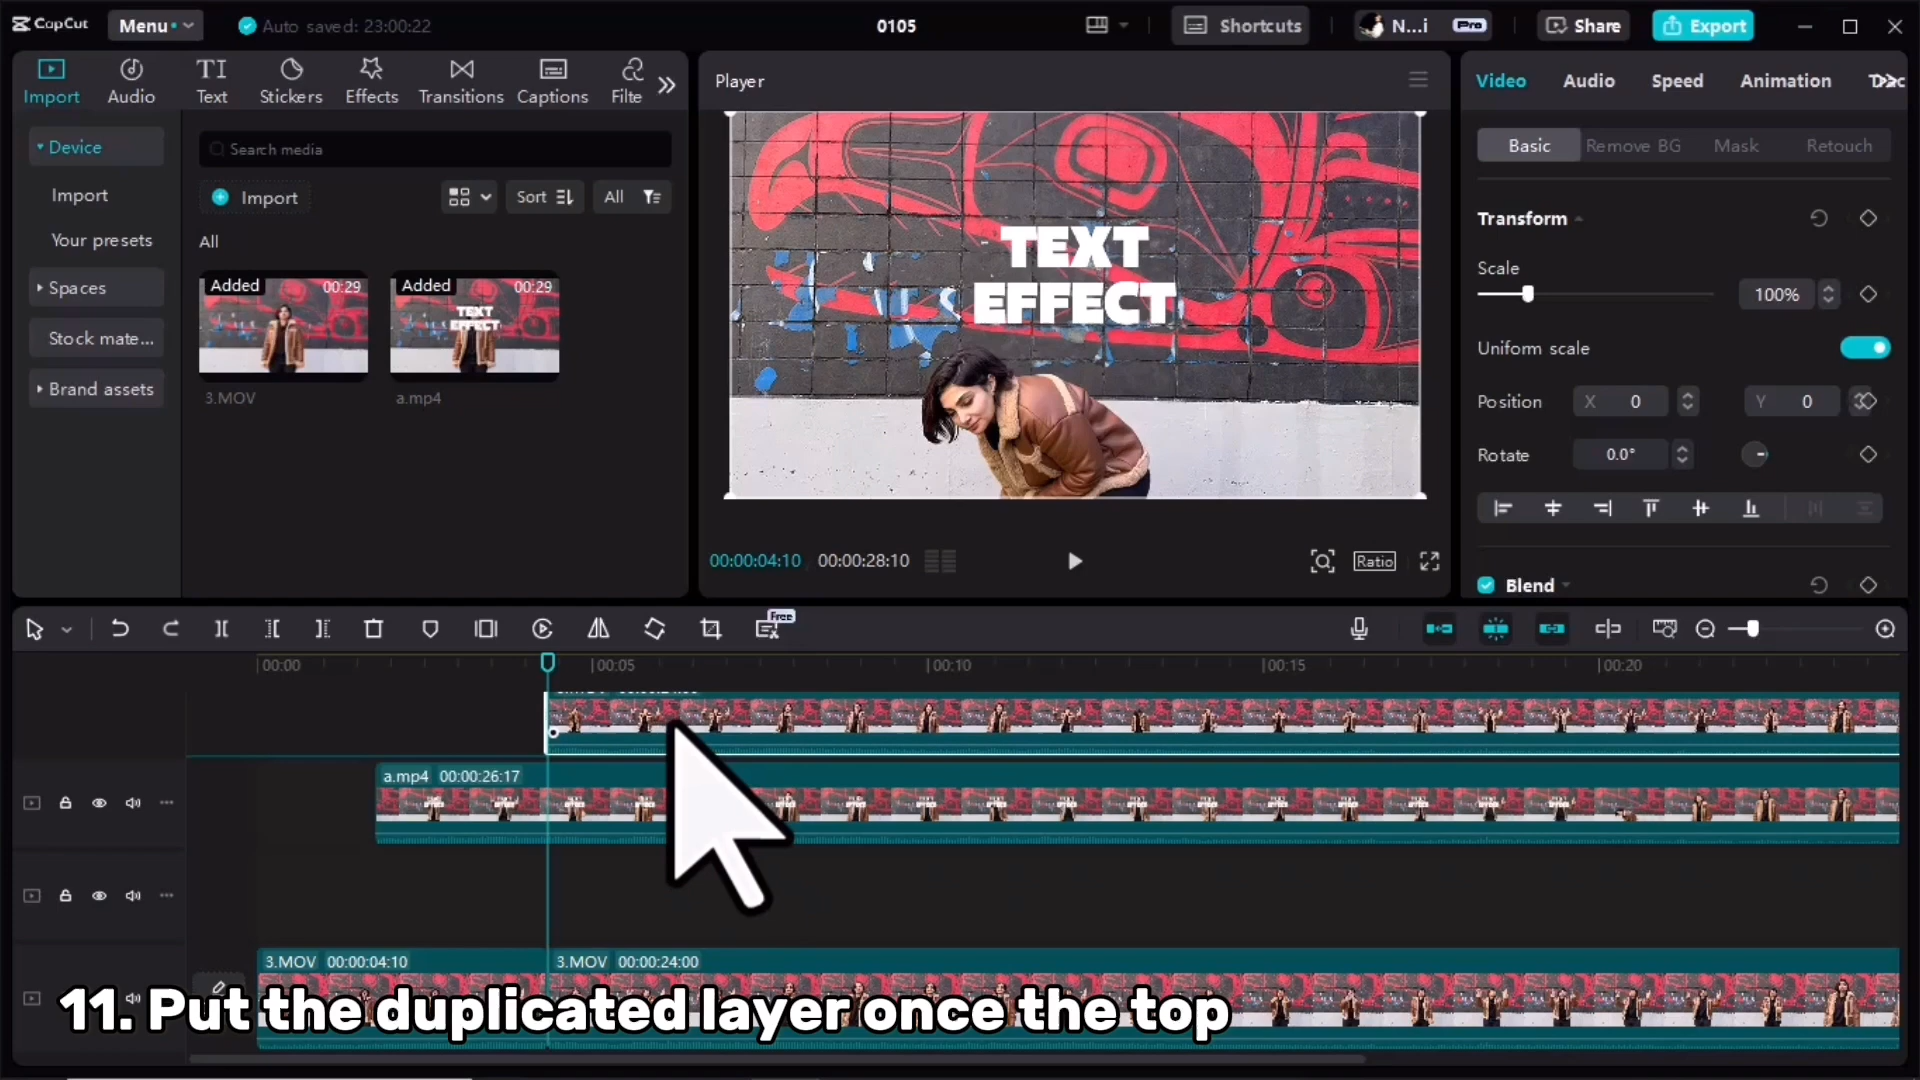 CapCut
Menu
Auto saved: 23:00:22
0105
Shortcuts
N...i
Pro
Share
Export
Import
Audio
Text
Stickers
Effects
Transitions
Captions
Filte
Device
Import
Your presets
Spaces
Stock mate...
Brand assets
Search media
Import
Sort
All
All
Added
00:29
3.MOV
Added
00:29
TEXT
EFFECT
a.mp4
Player
TEXT
EFFECT
00:00:04:10
00:00:28:10
Ratio
Video
Audio
Speed
Animation
Basic
Remove BG
Mask
Retouch
Transform
Scale
100%
Uniform scale
Position
X 0
Y 0
Rotate
0.0°
Blend
Free
00:00
00:05
00:10
00:15
00:20
a.mp4 00:00:26:17
3.MOV 00:00:04:10
3.MOV 00:00:24:00
11. Put the duplicated layer once the top